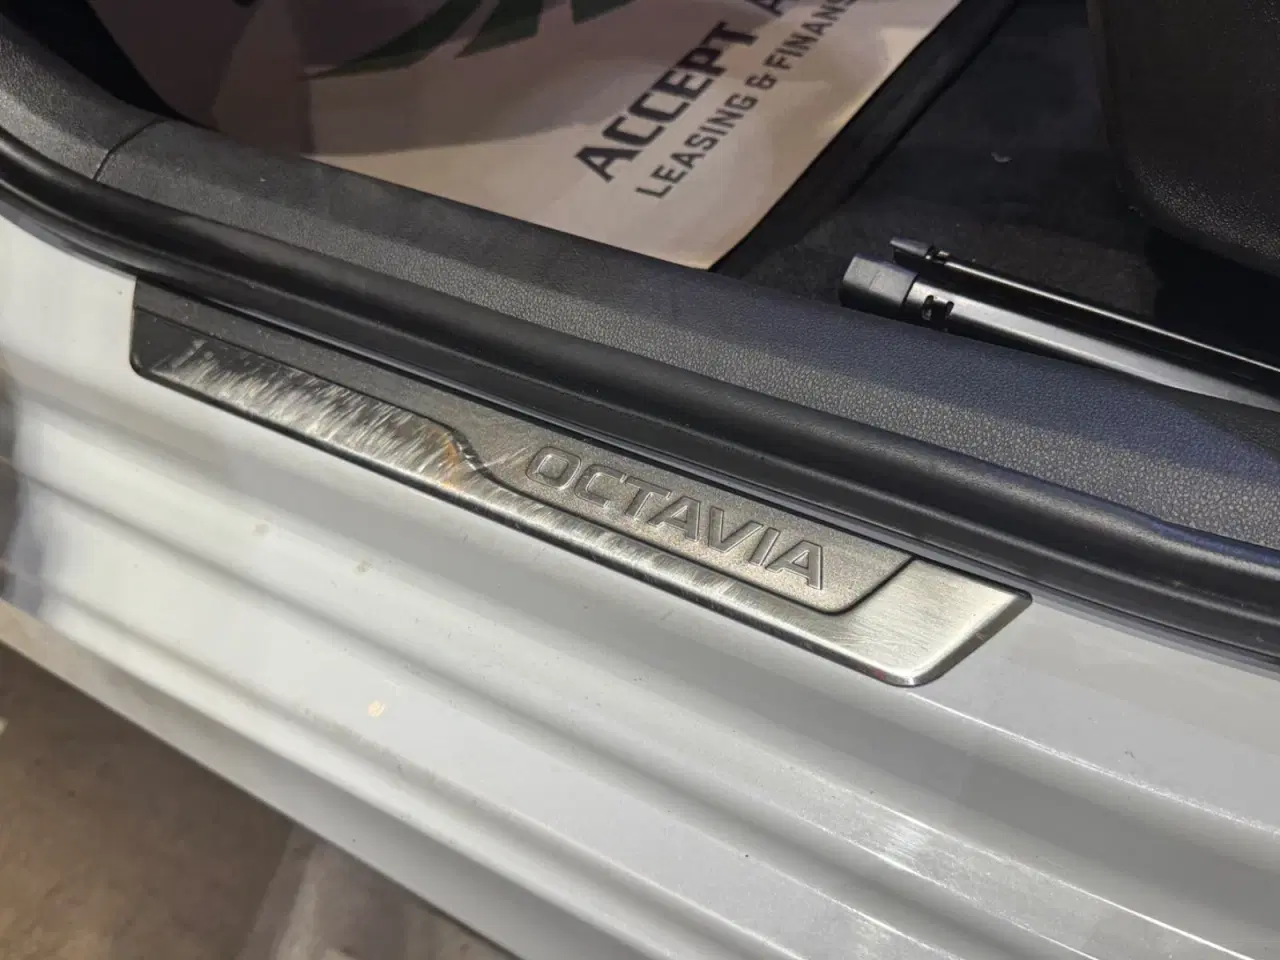 ACCEPT A
LEASING & FINANS
OCTAVIA